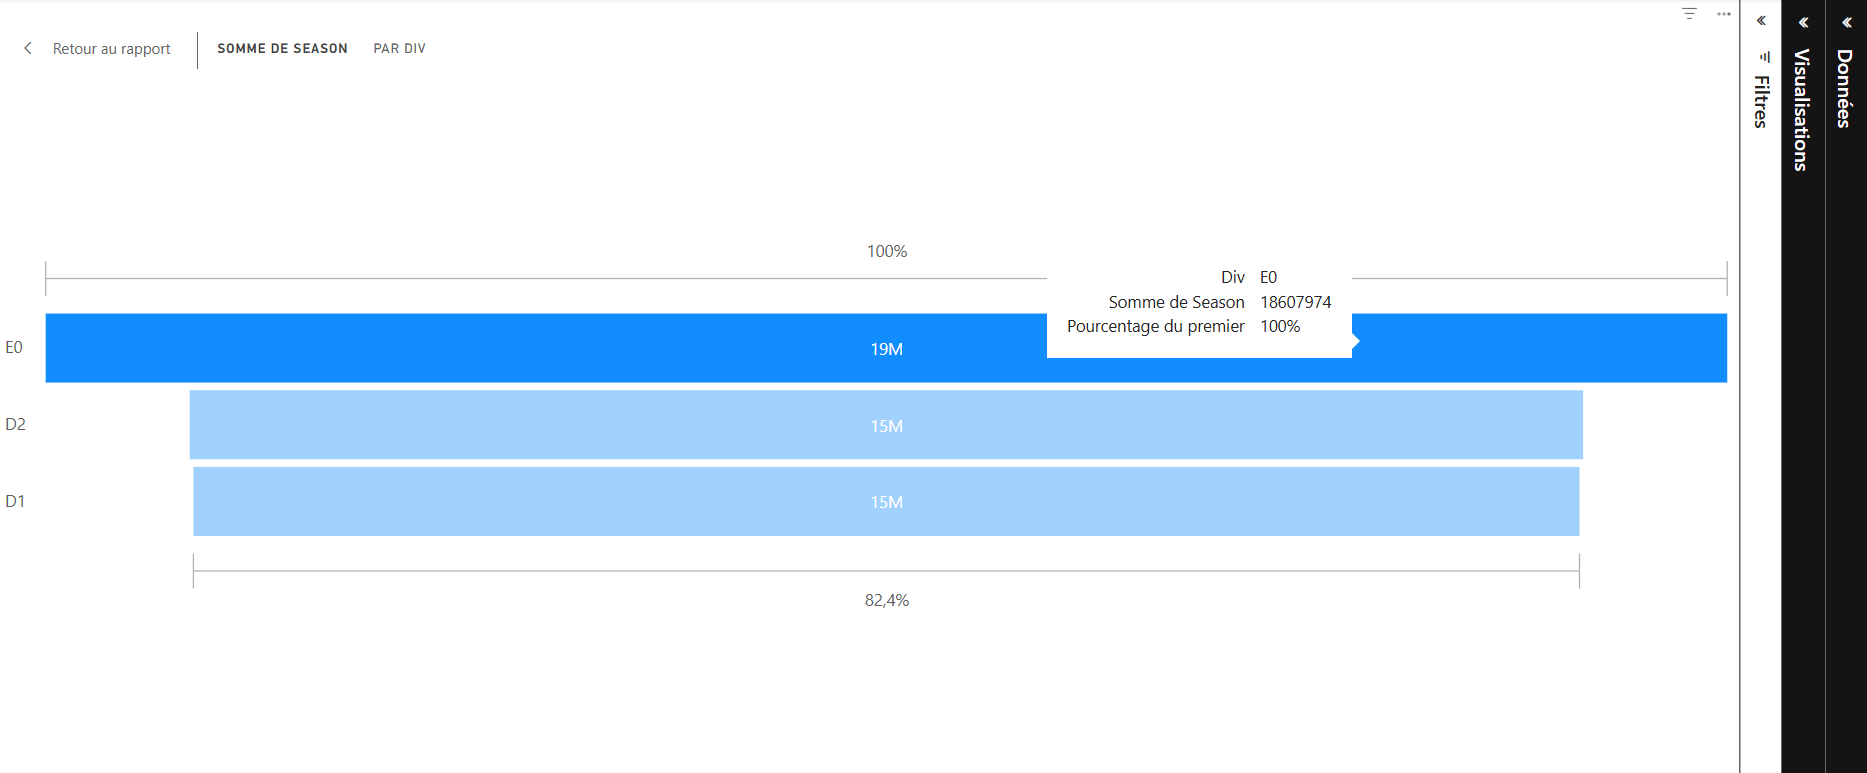 Retour au rapport
SOMME DE SEASON
PAR DIV
100%
Div E0
Somme de Season 18607974
Pourcentage du premier 100%
E0
19M
D2
15M
D1
15M
82,4%
Filtres
Visualisations
Données